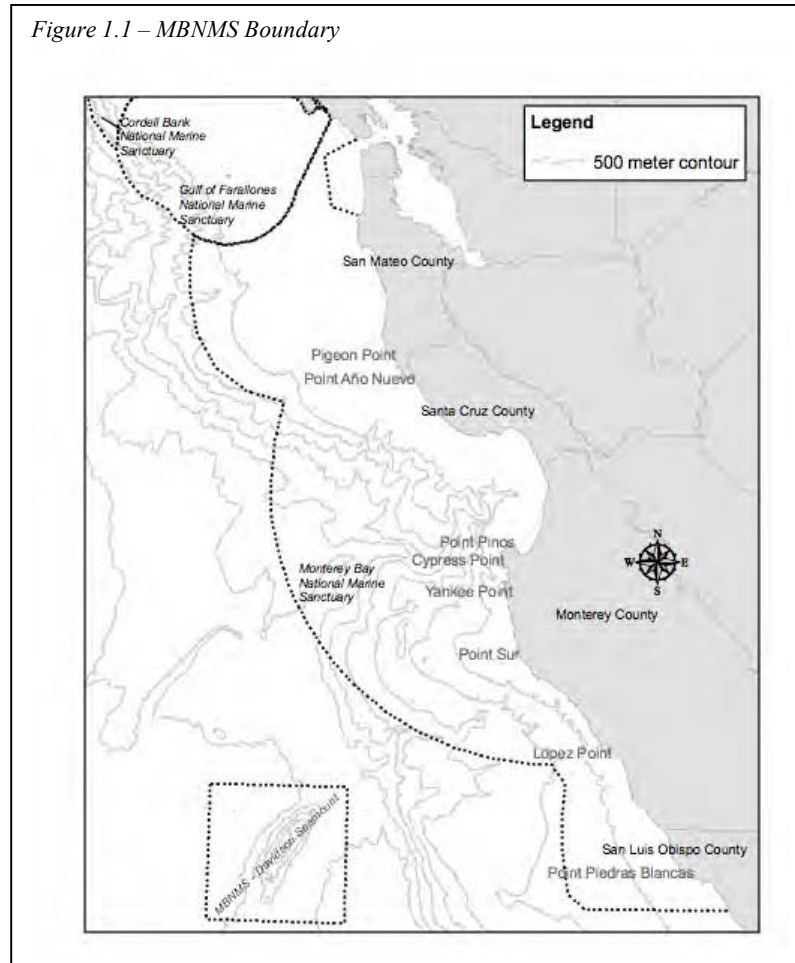 Figure 1.1 – MBNMS Boundary
Cordell Bank
National Marine
Sanctuary
Legend
500 meter contour
Gulf of Farallones
National Marine
Sanctuary
San Mateo County
Pigeon Point
Point Año Nuevo
Santa Cruz County
Point Pinos
Cypress Point
Yankee Point
N
W
E
S
Monterey Bay
National Marine
Sanctuary
Monterey County
Point Sur
Lopez Point
MBNMS - Davidson Seamount
San Luis Obispo County
Point Piedras Blancas